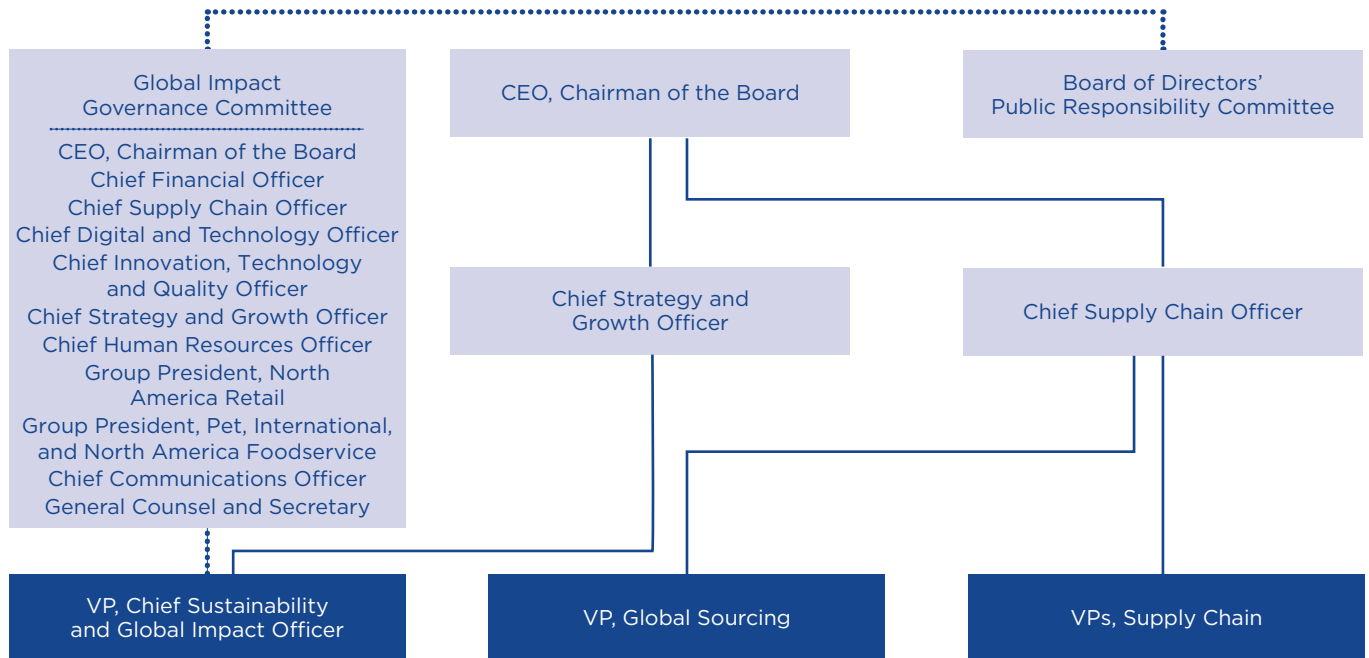 Global Impact
Governance Committee
CEO, Chairman of the Board
Chief Financial Officer
Chief Supply Chain Officer
Chief Digital and Technology Officer
Chief Innovation, Technology
and Quality Officer
Chief Strategy and Growth Officer
Chief Human Resources Officer
Group President, North
America Retail
Group President, Pet, International,
and North America Foodservice
Chief Communications Officer
General Counsel and Secretary
CEO, Chairman of the Board
Board of Directors’
Public Responsibility Committee
Chief Strategy and
Growth Officer
Chief Supply Chain Officer
VP, Chief Sustainability
and Global Impact Officer
VP, Global Sourcing
VPs, Supply Chain